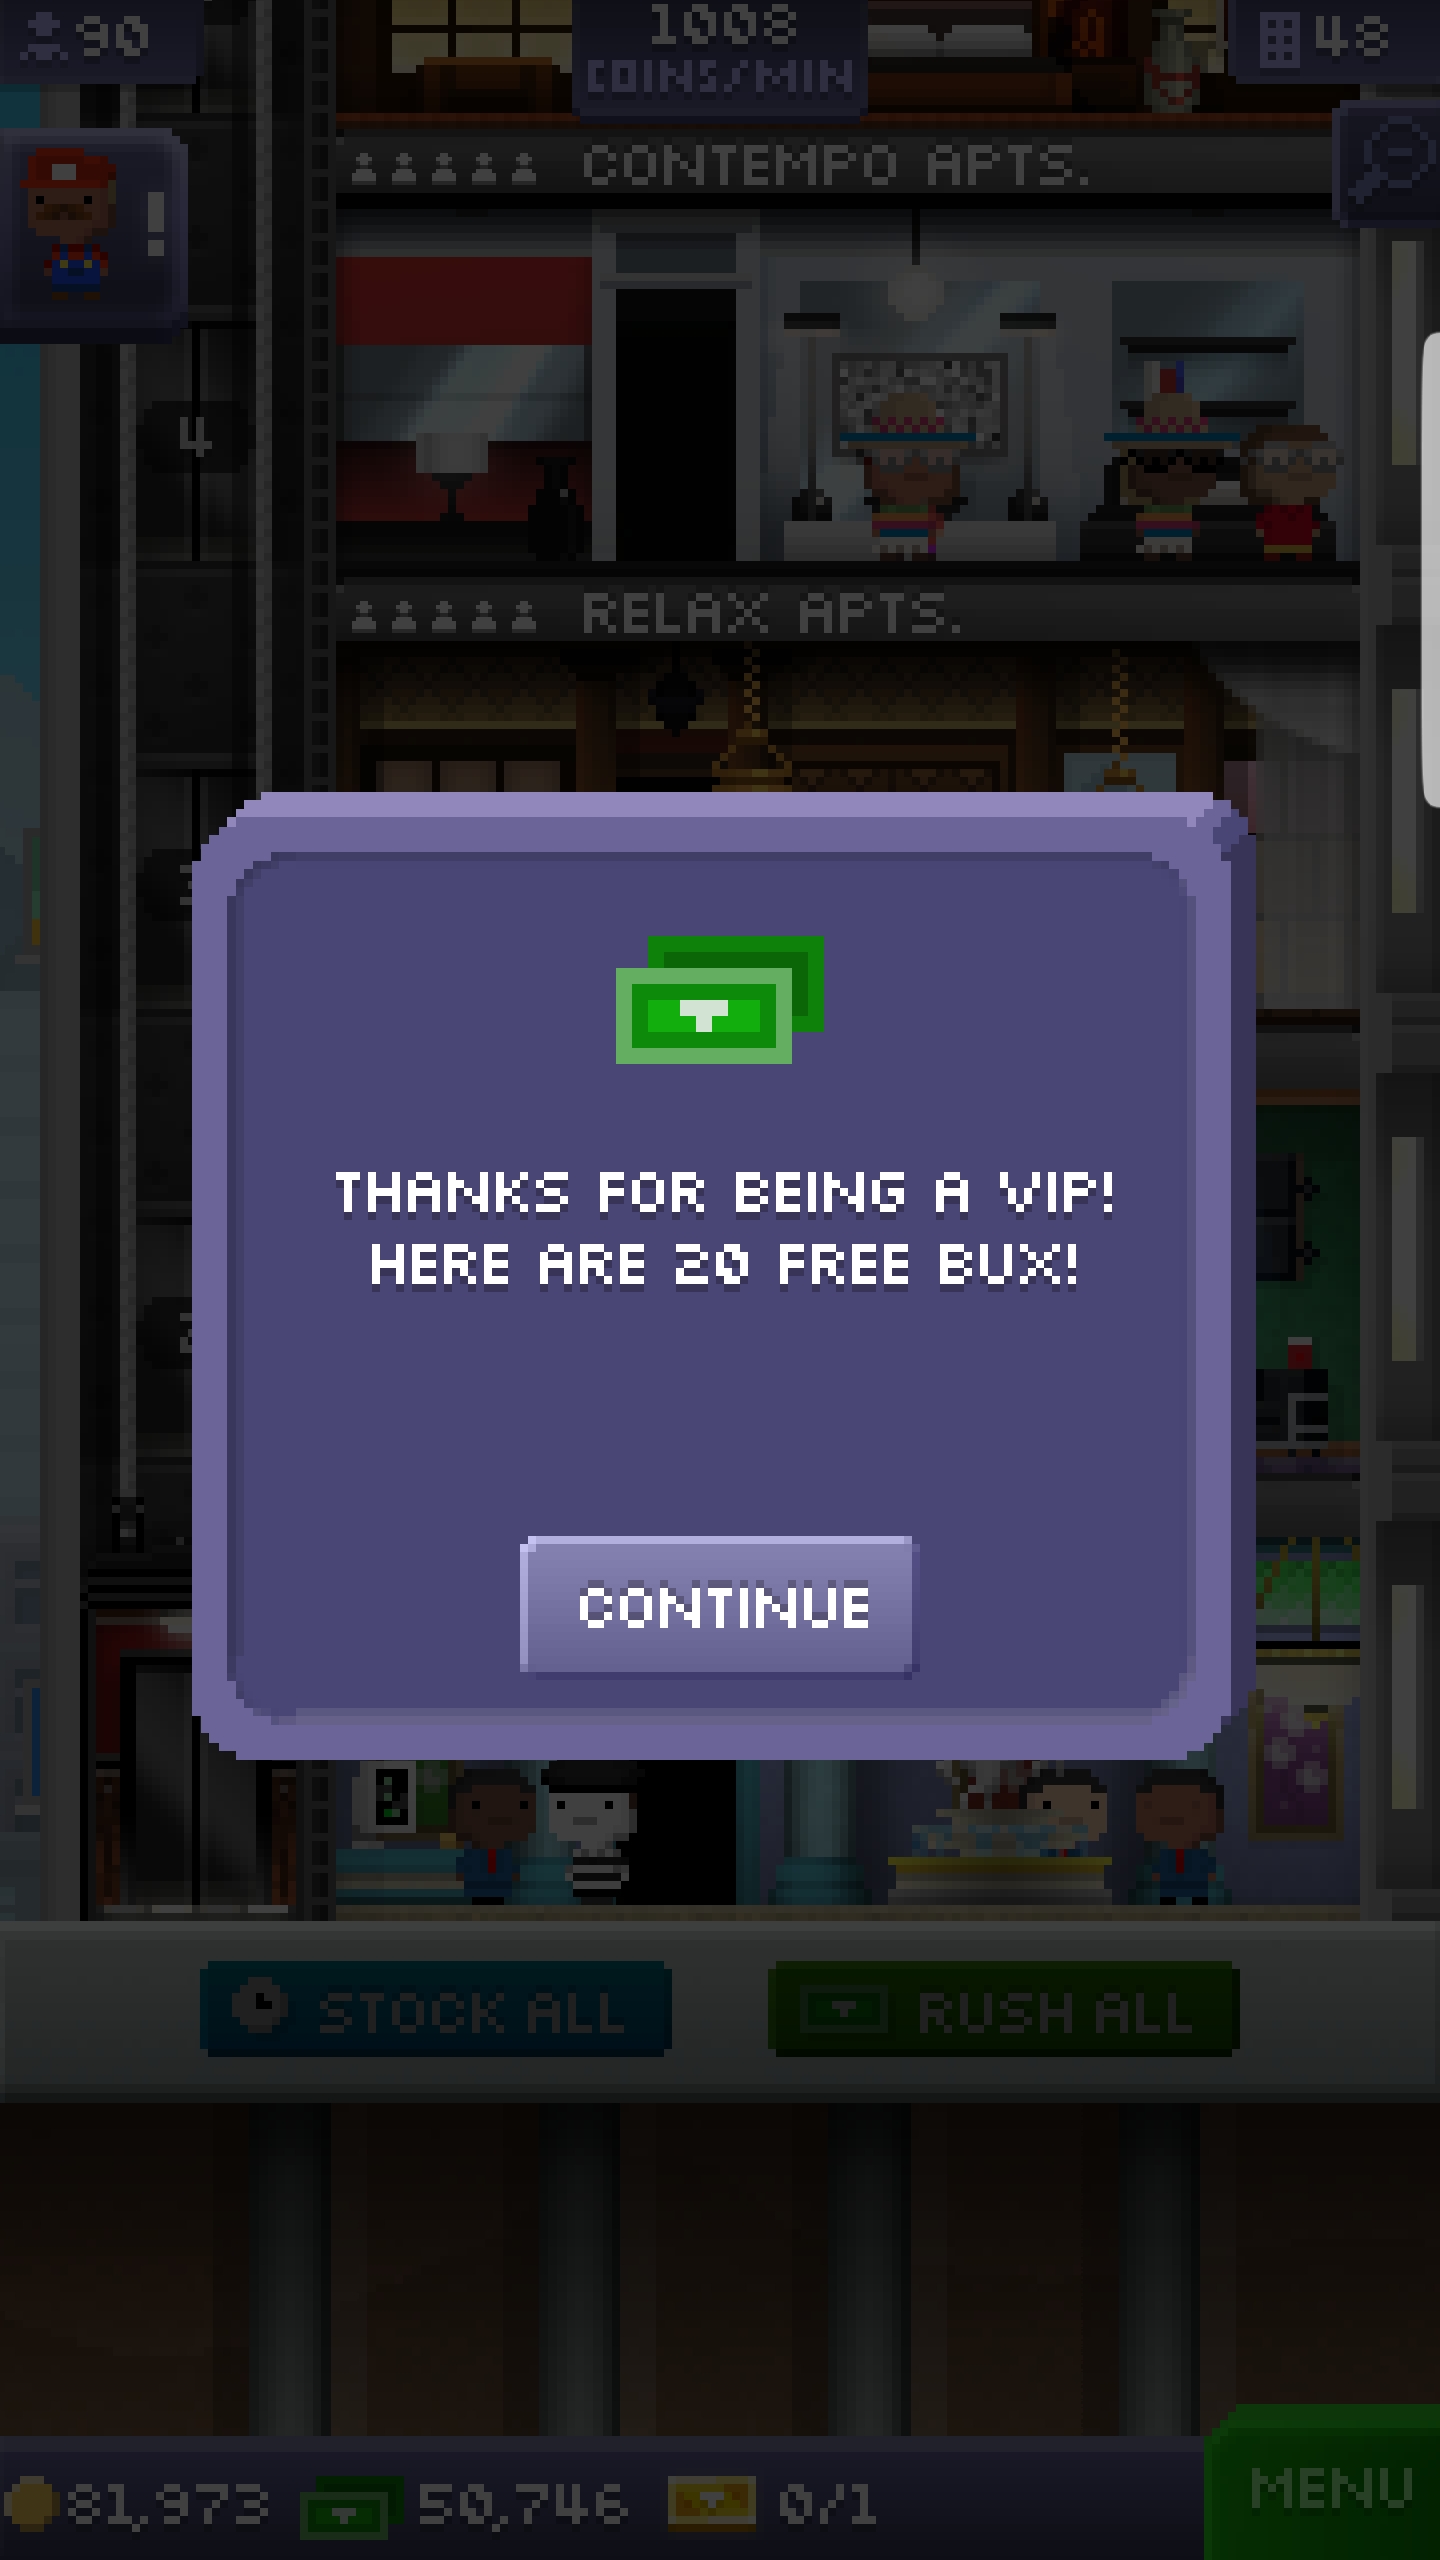 90
1008
COINS/MIN
48
!
CONTEMPO APTS.
4
RELAX APTS.
THANKS FOR BEING A VIP!
HERE ARE 20 FREE BUX!
CONTINUE
STOCK ALL
RUSH ALL
81,973
50,746
0/1
MENU